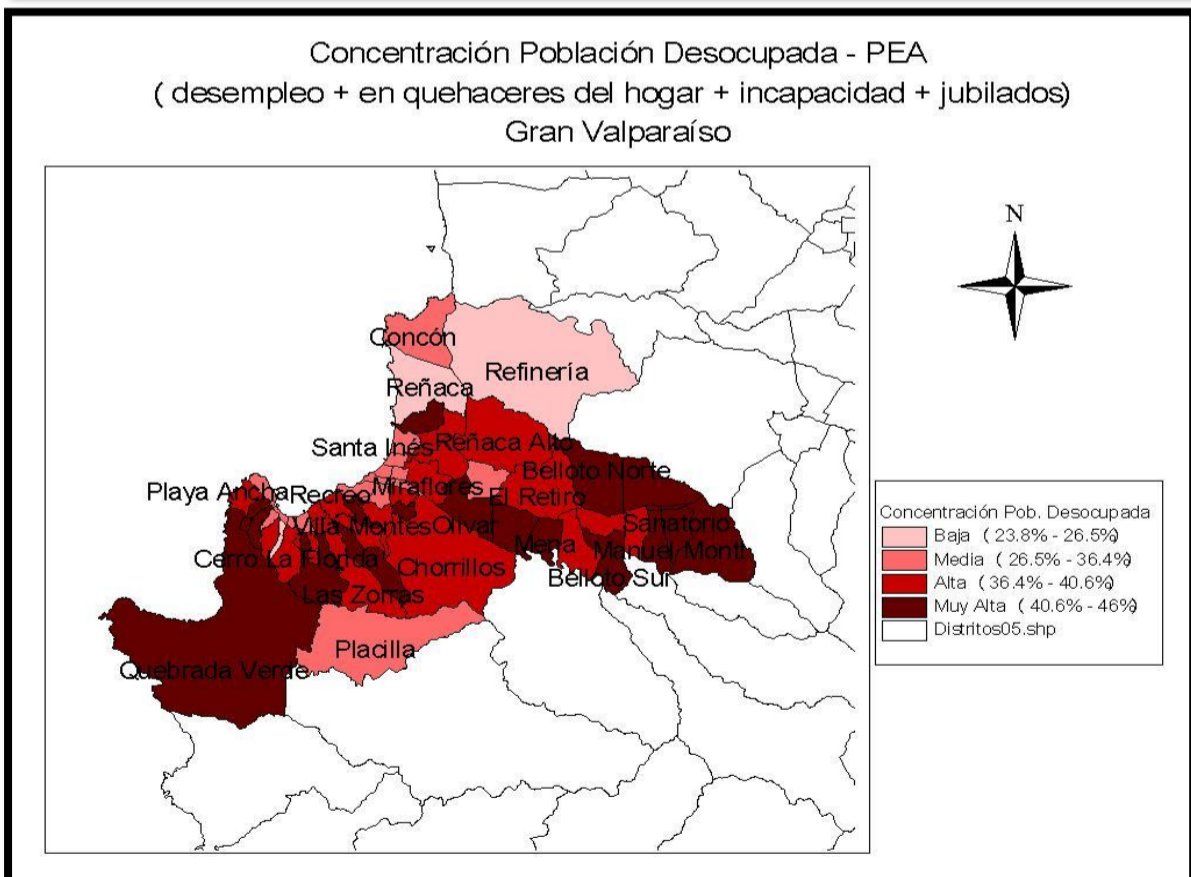 Concentración Población Desocupada - PEA
( desempleo + en quehaceres del hogar + incapacidad + jubilados)
Gran Valparaíso
N
Concón
Refinería
Reñaca
Santa Inés
Reñaca Alto
Belloto Norte
Playa Ancha
Recreo
Miraflores
El Retiro
Villa Montes
Olivar
Sanatorio
Cerro La Florida
Mena
Manuel Montt
Chorrillos
Belloto Sur
Las Zorras
Placilla
Quebrada Verde
Concentración Pob. Desocupada
Baja ( 23.8% - 26.5%)
Media ( 26.5% - 36.4%)
Alta ( 36.4% - 40.6%)
Muy Alta ( 40.6% - 46%)
Distritos05.shp